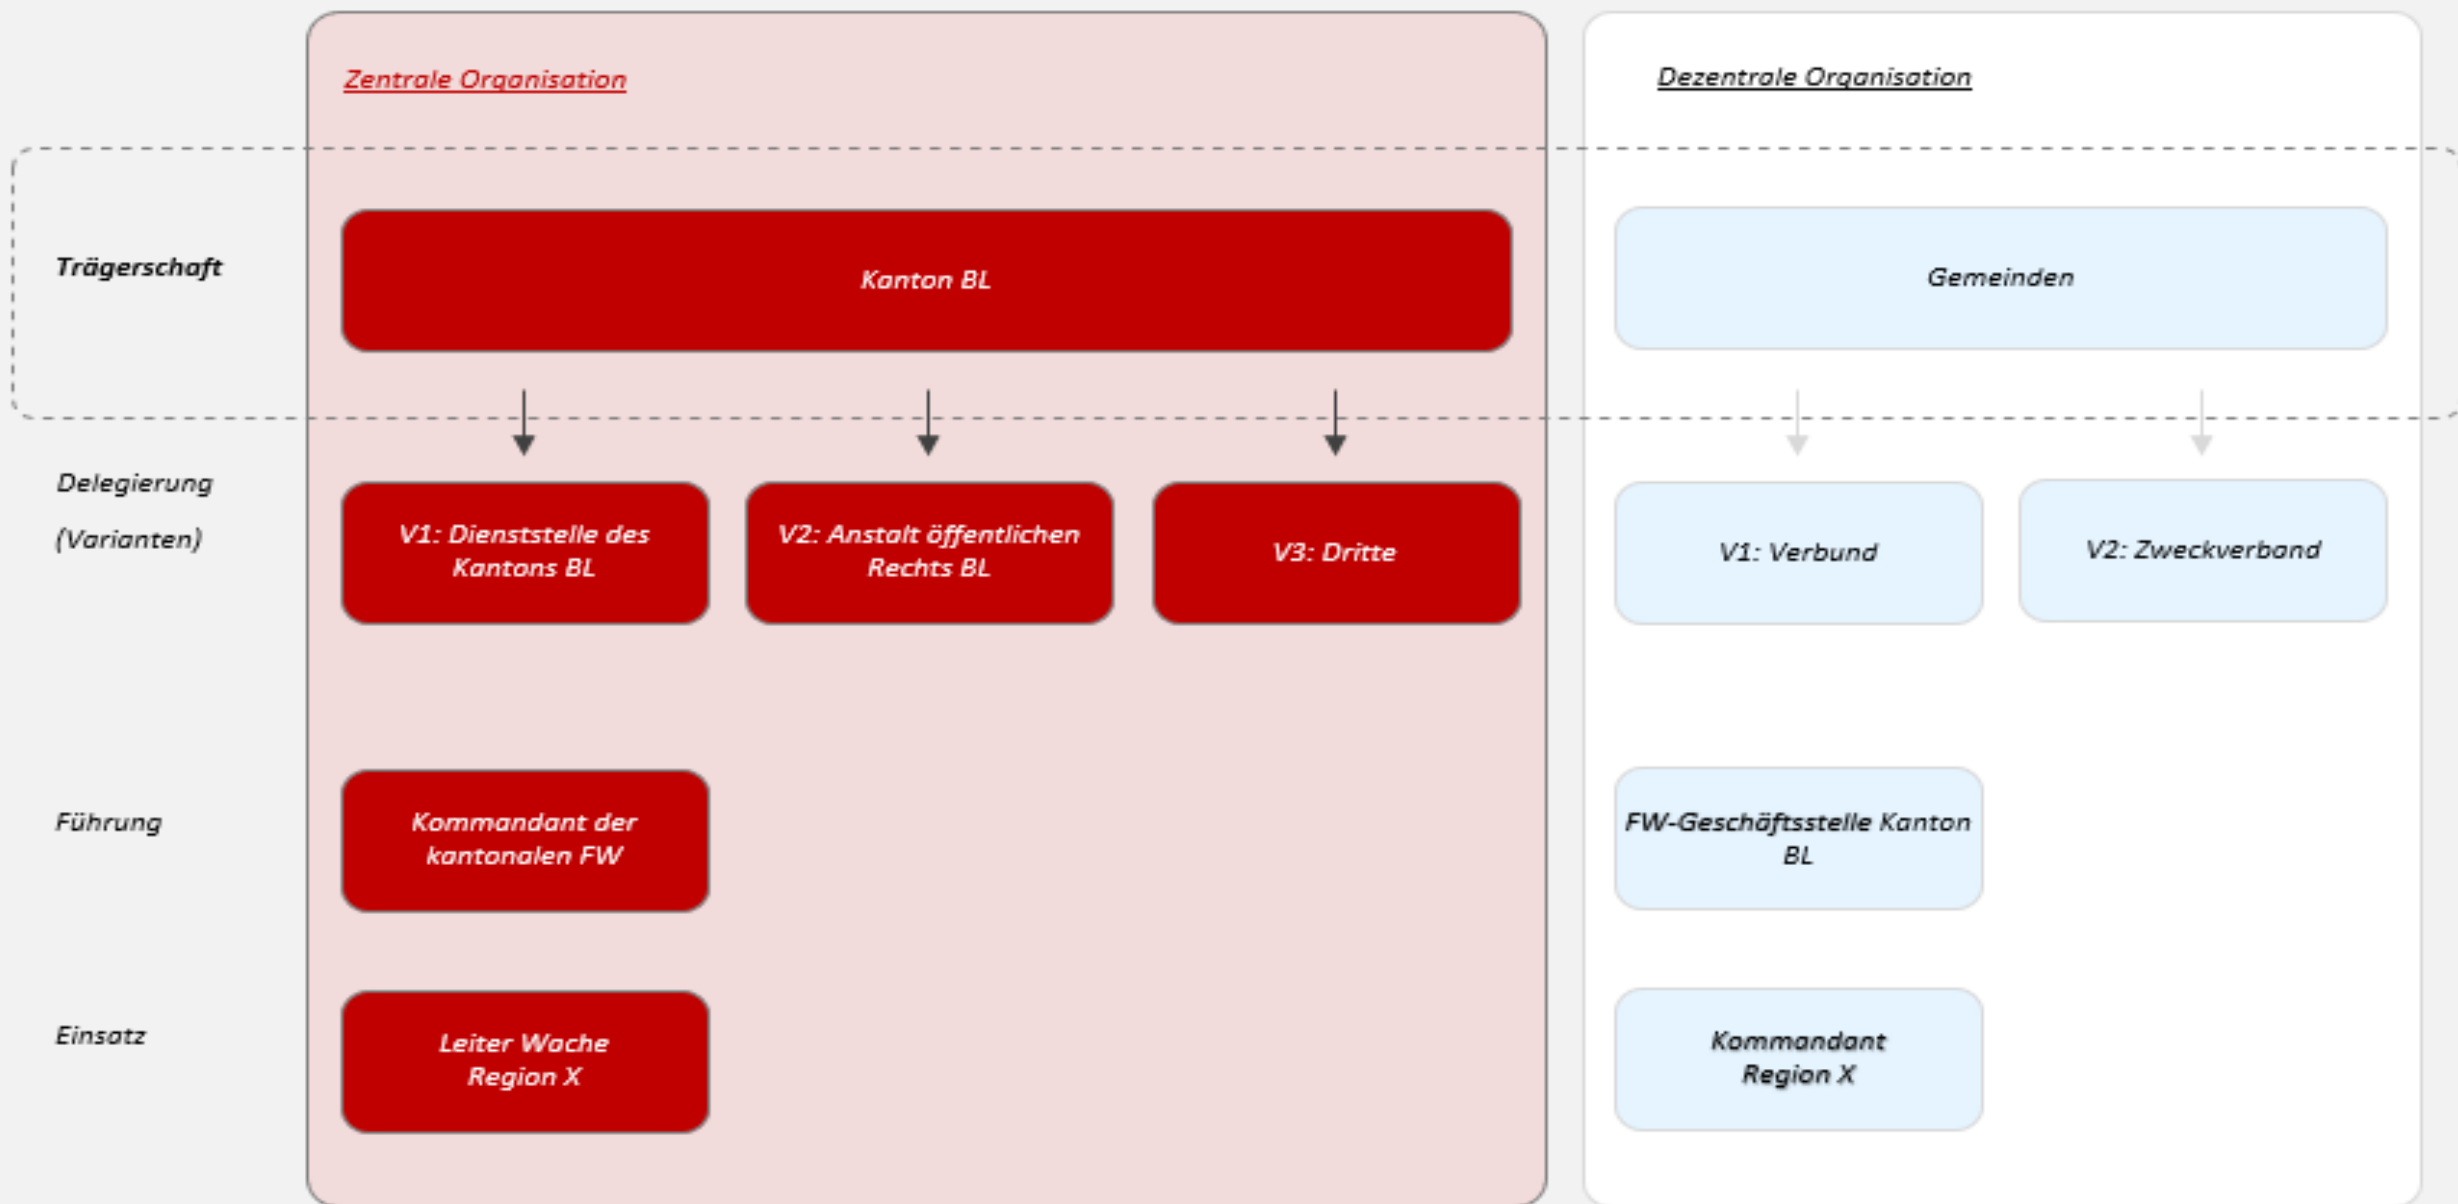 Zentrale Organisation
Dezentrale Organisation
Trägerschaft
Kanton BL
Gemeinden
Delegierung
(Varianten)
V1: Dienststelle des
Kantons BL
V2: Anstalt öffentlichen
Rechts BL
V3: Dritte
V1: Verbund
V2: Zweckverband
Führung
Kommandant der
kantonalen FW
FW-Geschäftsstelle Kanton
BL
Einsatz
Leiter Wache
Region X
Kommandant
Region X